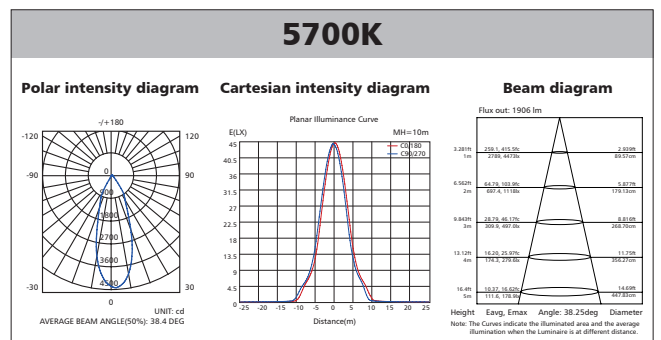 5700K
Polar intensity diagram
Cartesian intensity diagram
Beam diagram
-/+180
-120
120
-90
90
-30
30
0
0
900
1800
2700
3600
4500
UNIT: cd
AVERAGE BEAM ANGLE(50%): 38.4 DEG
Planar Illuminance Curve
E(LX)
MH=10m
C0/180
C90/270
45
40.5
36
31.5
27
22.5
18
13.5
9
4.5
0
-25 -20 -15 -10 -5 0 5 10 15 20 25
Distance(m)
Flux out: 1906 lm
3.281ft 259.1, 415.5fc 2.939ft
1m 2789, 4473lx 89.57cm
6.562ft 64.79, 103.9fc 5.877ft
2m 697.4, 1118lx 179.13cm
9.843ft 28.79, 46.17fc 8.816ft
3m 309.9, 497.0lx 268.70cm
13.12ft 16.20, 25.97fc 11.75ft
4m 174.3, 279.6lx 356.27cm
16.4ft 10.37, 16.62fc 14.69ft
5m 111.6, 178.9lx 447.83cm
Height Eavg, Emax Angle: 38.25deg Diameter
Note: The Curves indicate the illuminated area and the average
illumination when the Luminaire is at different distance.